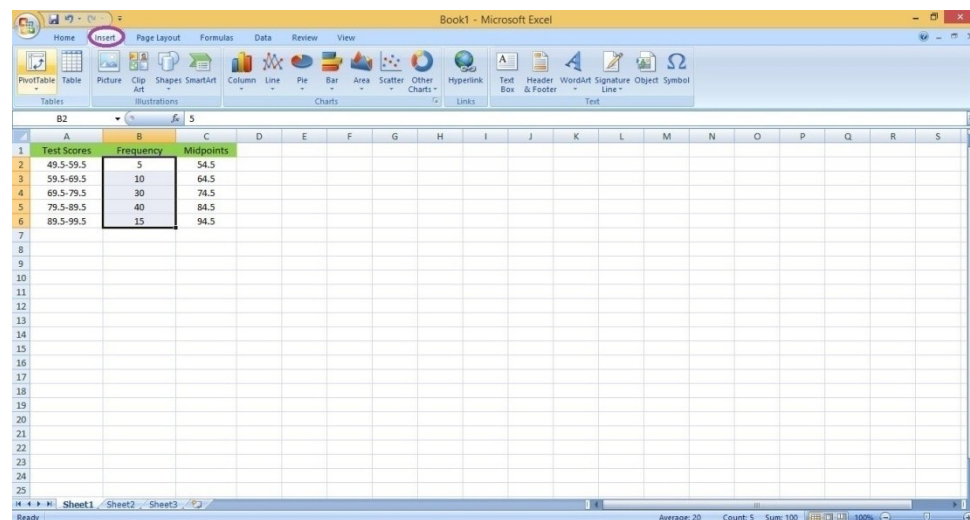 Book1 - Microsoft Excel
Home Insert Page Layout Formulas Data Review View
PivotTable Table Picture Clip Art Shapes SmartArt Column Line Pie Bar Area Scatter Other Charts Hyperlink Text Box Header & Footer WordArt Signature Line Object Symbol
Tables Illustrations Charts Links Text
B2 fx 5
A B C D E F G H I J K L M N O P Q R S
1 Test Scores Frequency Midpoints
2 49.5-59.5 5 54.5
3 59.5-69.5 10 64.5
4 69.5-79.5 30 74.5
5 79.5-89.5 40 84.5
6 89.5-99.5 15 94.5
7
8
9
10
11
12
13
14
15
16
17
18
19
20
21
22
23
24
25
Sheet1 Sheet2 Sheet3
Ready Average: 20 Count: 5 Sum: 100 100%